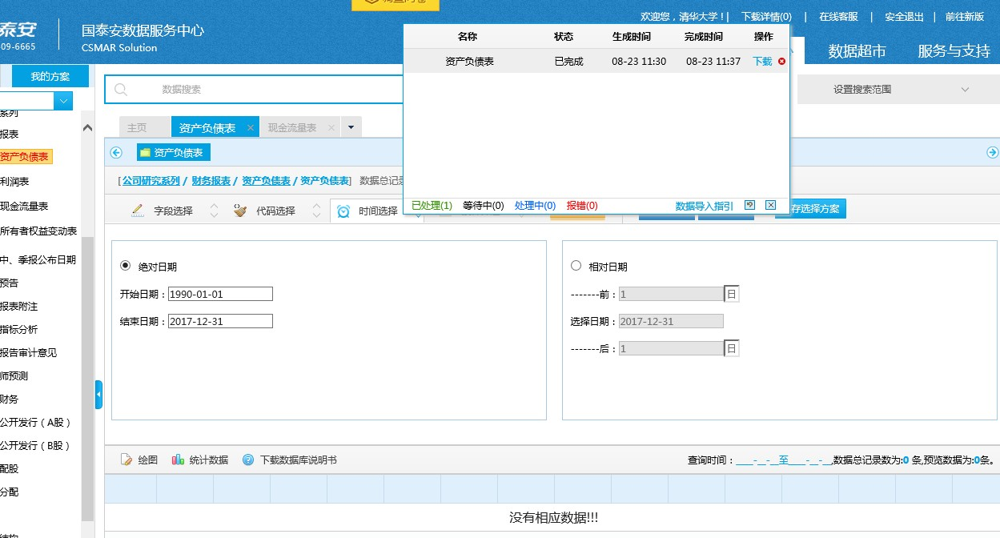 欢迎您，清华大学！| 下载详情(0) | 在线客服 | 安全退出 | 前往新版
泰安
09-6665
国泰安数据服务中心
CSMAR Solution
数据超市 服务与支持
名称 状态 生成时间 完成时间 操作
资产负债表 已完成 08-23 11:30 08-23 11:37 下载
已处理(1) 等待中(0) 处理中(0) 报错(0) 数据导入指引
我的方案
数据搜索
设置搜索范围
主页 资产负债表 现金流量表
资产负债表
[公司研究系列 / 财务报表 / 资产负债表 / 资产负债表] 数据总记录
字段选择 代码选择 时间选择
存选择方案
系列
报表
资产负债表
利润表
现金流量表
所有者权益变动表
中、季报公布日期
预告
报表附注
指标分析
报告审计意见
师预测
财务
公开发行（A股）
公开发行（B股）
配股
分配
绝对日期
开始日期：1990-01-01
结束日期：2017-12-31
相对日期
-------前：1 日
选择日期：2017-12-31
-------后：1 日
绘图 统计数据 下载数据库说明书
查询时间：____-__-__至____-__-__,数据总记录数为:0 条,预览数据为:0条。
没有相应数据!!!